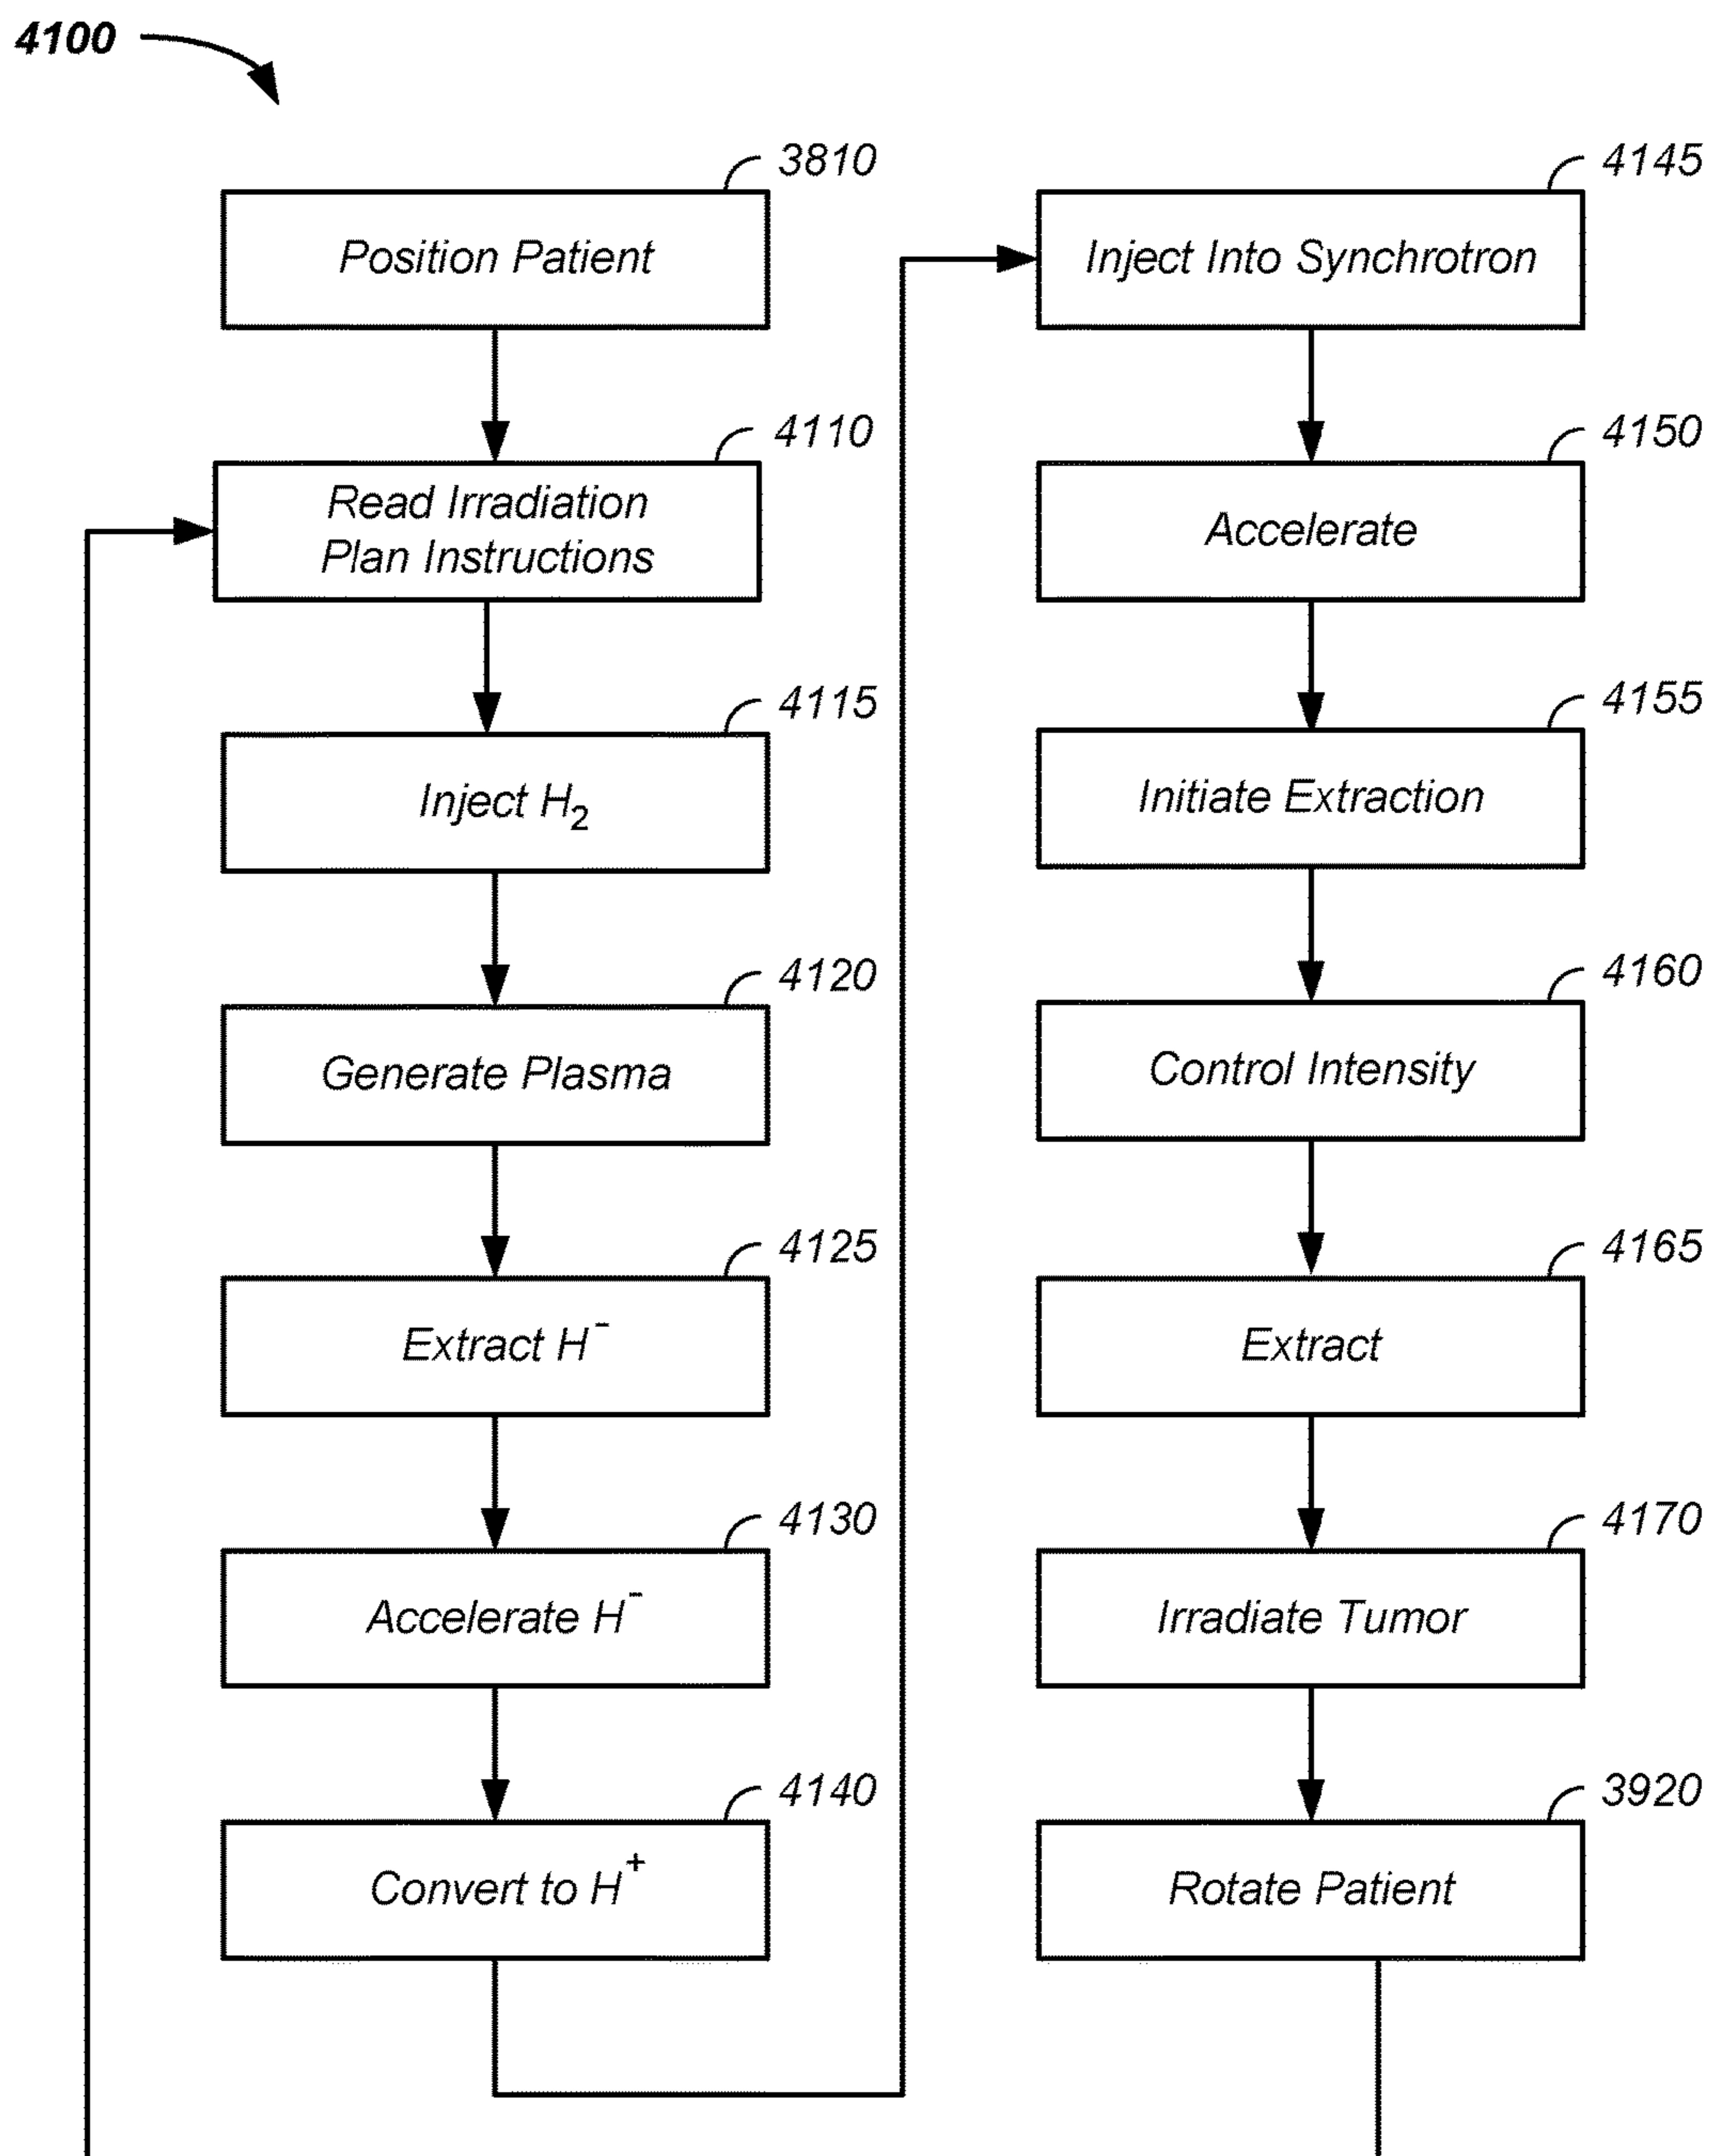 4100
3810
Position Patient
4110
Read Irradiation
Plan Instructions
4115
Inject H₂
4120
Generate Plasma
4125
Extract H⁻
4130
Accelerate H⁻
4140
Convert to H⁺
4145
Inject Into Synchrotron
4150
Accelerate
4155
Initiate Extraction
4160
Control Intensity
4165
Extract
4170
Irradiate Tumor
3920
Rotate Patient